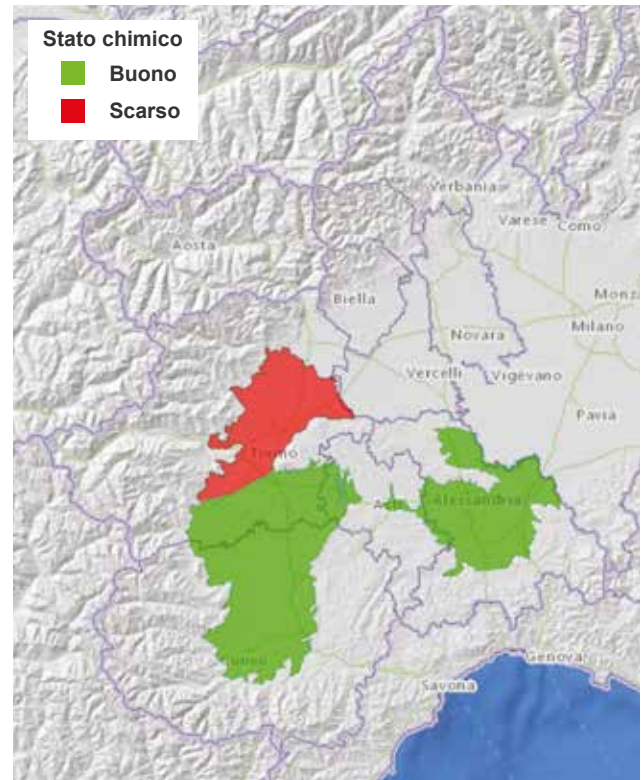 Stato chimico
Buono
Scarso
Verbania
Varese
Como
Aosta
Biella
Monza
Novara
Milano
Vercelli
Vigevano
Pavia
Torino
Asti
Alessandria
Cuneo
Genova
Savona